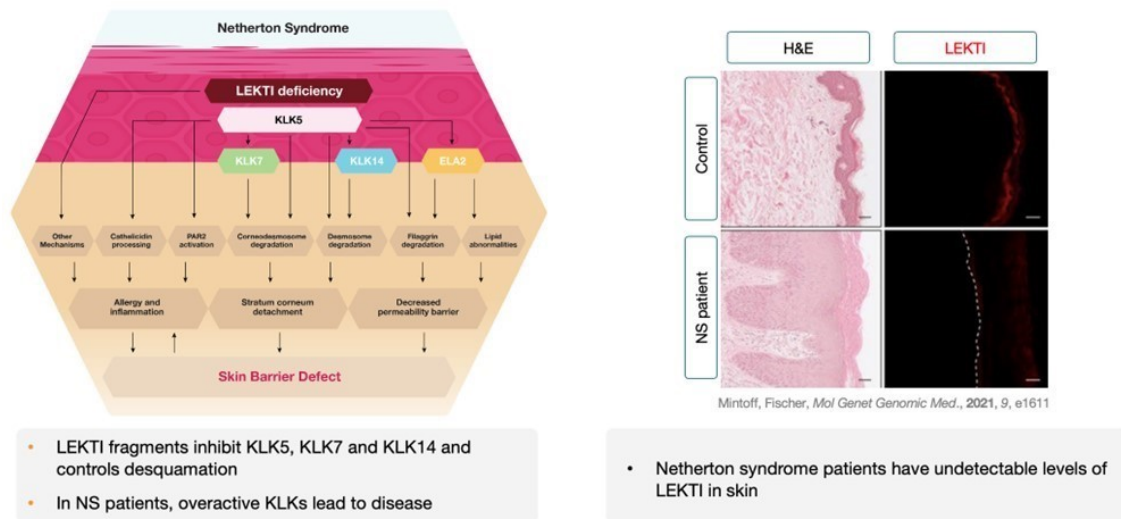 Netherton Syndrome
LEKTI deficiency
KLK5
KLK7
KLK14
ELA2
Other
Mechanisms
Cathelicidin
processing
PAR2
activation
Corneodesmosome
degradation
Desmosome
degradation
Filaggrin
degradation
Lipid
abnormalities
Allergy and
inflammation
Stratum corneum
detachment
Decreased
permeability barrier
Skin Barrier Defect
• LEKTI fragments inhibit KLK5, KLK7 and KLK14 and
controls desquamation
• In NS patients, overactive KLKs lead to disease
H&E
LEKTI
Control
NS patient
Mintoff, Fischer, Mol Genet Genomic Med., 2021, 9, e1611
• Netherton syndrome patients have undetectable levels of
LEKTI in skin